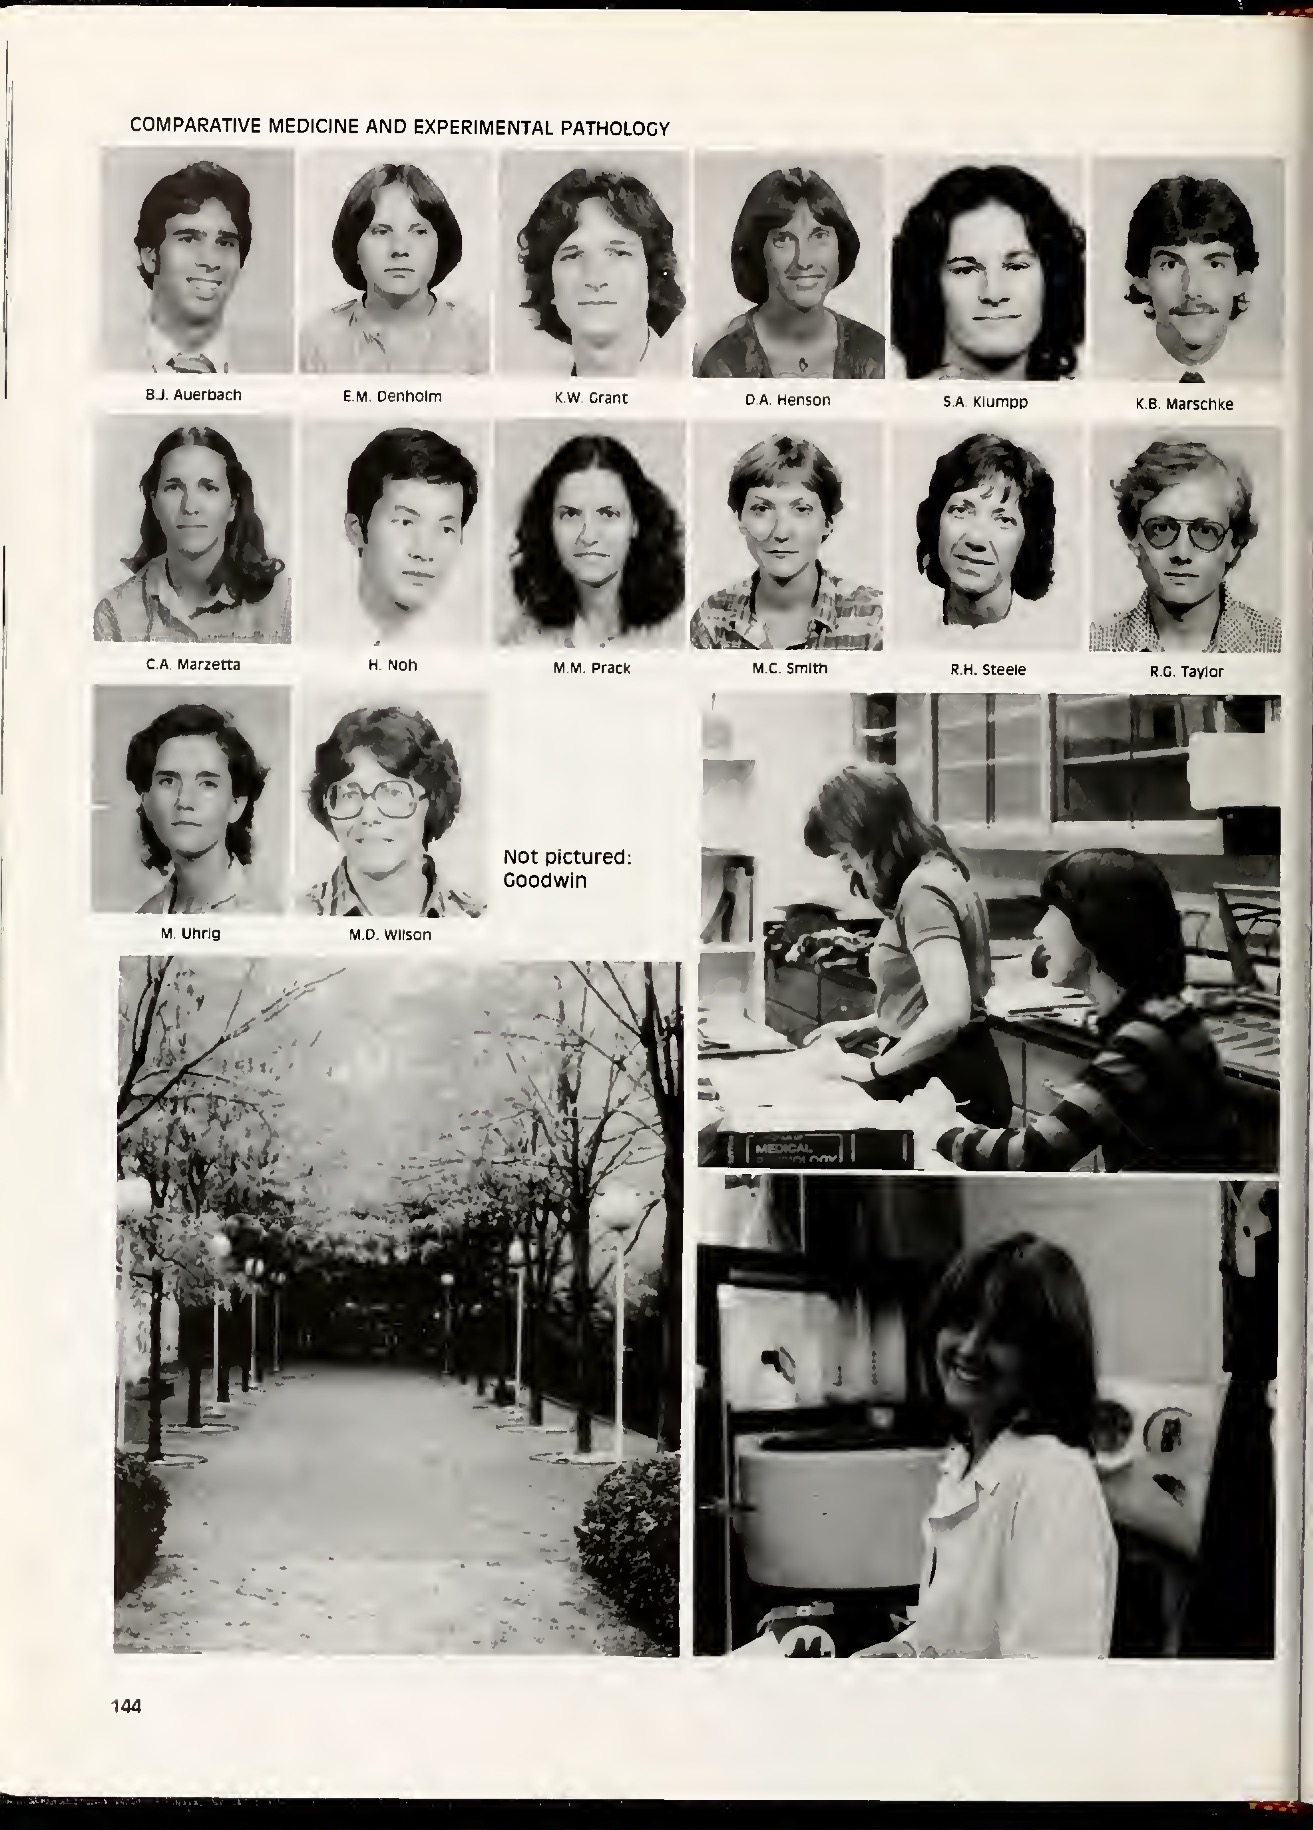 COMPARATIVE MEDICINE AND EXPERIMENTAL PATHOLOGY
B.J. Auerbach
E.M. Denholm
K.W. Grant
D.A. Henson
S.A. Klumpp
K.B. Marschke
C.A. Marzetta
H. Noh
M.M. Prack
M.C. Smith
R.H. Steele
R.G. Taylor
M. Uhrig
M.D. Wilson
Not pictured:
Goodwin
MEDICAL
144